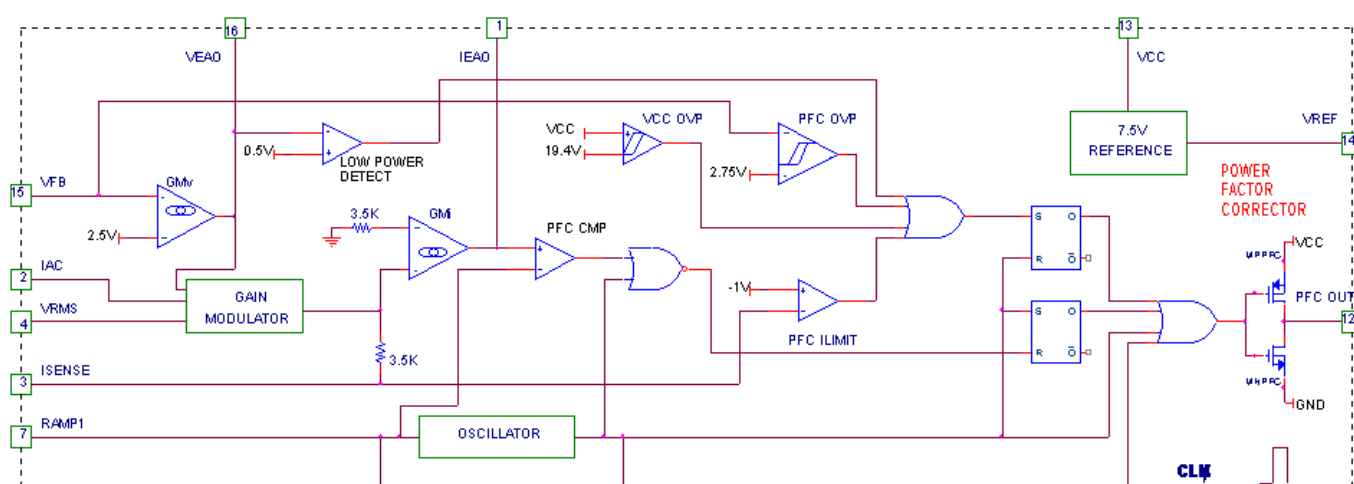 16
1
13
VEAO
IEAO
VCC
VCC
VCC OVP
PFC OVP
+
-
-
7.5V
REFERENCE
VREF
14
0.5V
-
+
LOW POWER
DETECT
19.4V
2.75V
-
POWER
FACTOR
CORRECTOR
15
VFB
GMv
-
-
2.5V
3.5K
GMi
-
-
PFC CMP
+
-
S
R
VCC
MPPFC
2
IAC
GAIN
MODULATOR
-1V
+
-
PFC OUT
12
4
VRMS
S
R
PFC ILIMIT
3.5K
3
ISENSE
GND
7
RAMP1
OSCILLATOR